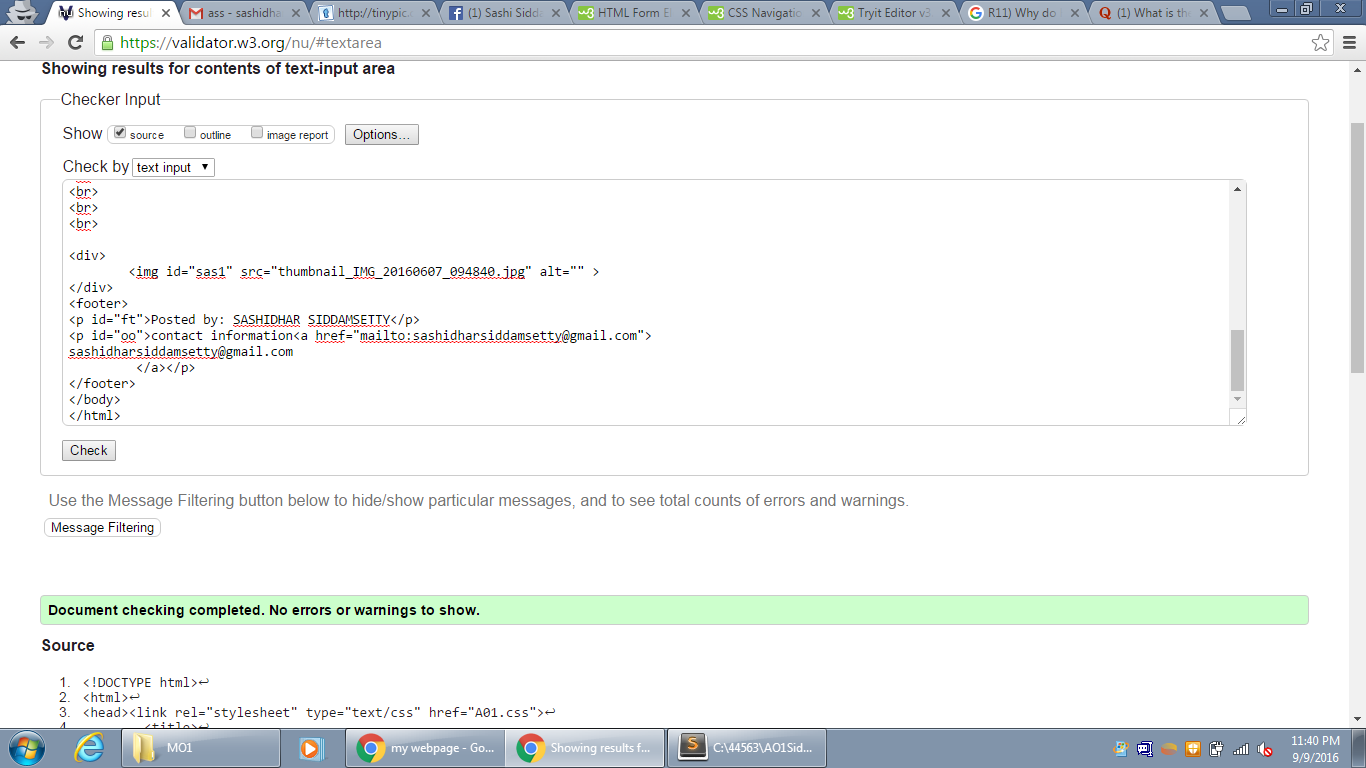 Showing resul
ass - sashidha
http://tinypic.c
(1) Sashi Sidda
HTML Form El
CSS Navigatio
Tryit Editor v3
R11) Why do
(1) What is the
https://validator.w3.org/nu/#textarea
Showing results for contents of text-input area
Checker Input
Show source outline image report Options...
Check by text input
<br>
<br>
<br>
<div>
<img id="sas1" src="thumbnail_IMG_20160607_094840.jpg" alt="" >
</div>
<footer>
<p id="ft">Posted by: SASHIDHAR SIDDAMSETTY</p>
<p id="oo">contact information<a href="mailto:sashidharsiddamsetty@gmail.com">
sashidharsiddamsetty@gmail.com
</a></p>
</footer>
</body>
</html>
Check
Use the Message Filtering button below to hide/show particular messages, and to see total counts of errors and warnings.
Message Filtering
Document checking completed. No errors or warnings to show.
Source
1. <!DOCTYPE html>↩
2. <html>↩
3. <head><link rel="stylesheet" type="text/css" href="A01.css">↩
4. <title>↩
MO1
my webpage - Go...
Showing results f...
C:\44563\AO1Sid...
11:40 PM
9/9/2016